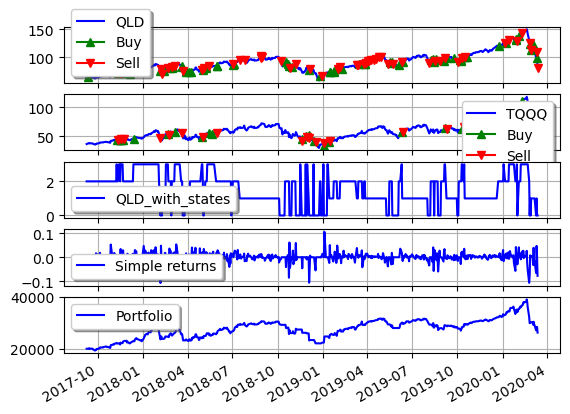 150
100
QLD
Buy
Sell
100
50
TQQQ
Buy
Sell
2
0
QLD_with_states
0.1
0.0
−0.1
Simple returns
40000
20000
Portfolio
2017-10
2018-01
2018-04
2018-07
2018-10
2019-01
2019-04
2019-07
2019-10
2020-01
2020-04